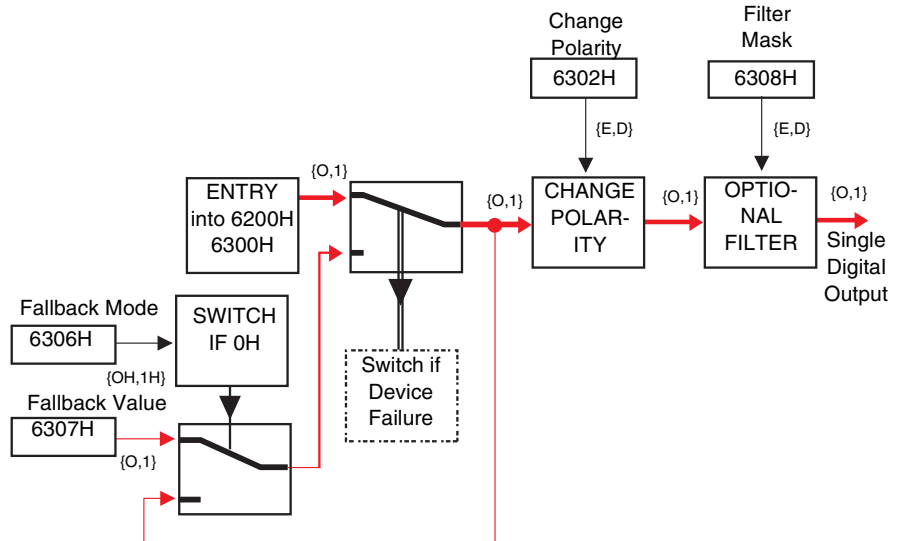 Change
Polarity
6302H
{E,D}
Filter
Mask
6308H
{E,D}
ENTRY
into 6200H
6300H
{O,1}
{O,1}
CHANGE
POLAR-
ITY
{O,1}
OPTIO-
NAL
FILTER
{O,1}
Single
Digital
Output
Fallback Mode
6306H
{OH,1H}
SWITCH
IF 0H
Switch if
Device
Failure
Fallback Value
6307H
{O,1}